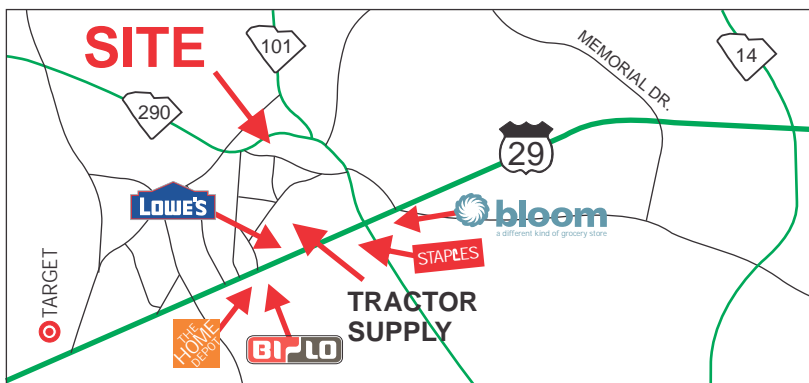 SITE
101
14
MEMORIAL DR.
290
29
LOWE'S
bloom
a different kind of grocery store
STAPLES
TARGET
TRACTOR
SUPPLY
THE
HOME
DEPOT
BI-LO